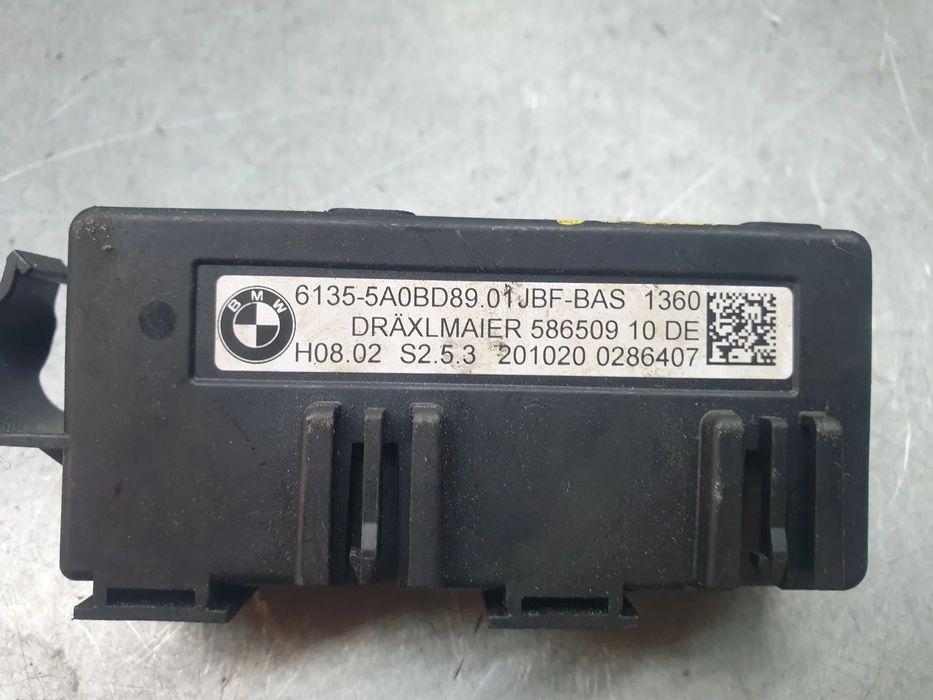 BMW
6135-5A0BD89.01JBF-BAS 1360
DRÄXLMAIER 586509 10 DE
H08.02 S2.5.3 201020 0286407